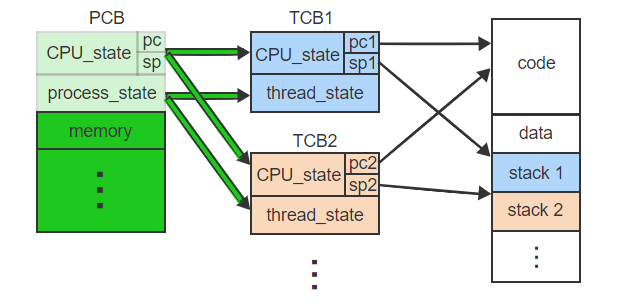 PCB
CPU_state
pc
sp
process_state
memory
TCB1
CPU_state
pc1
sp1
thread_state
TCB2
CPU_state
pc2
sp2
thread_state
code
data
stack 1
stack 2